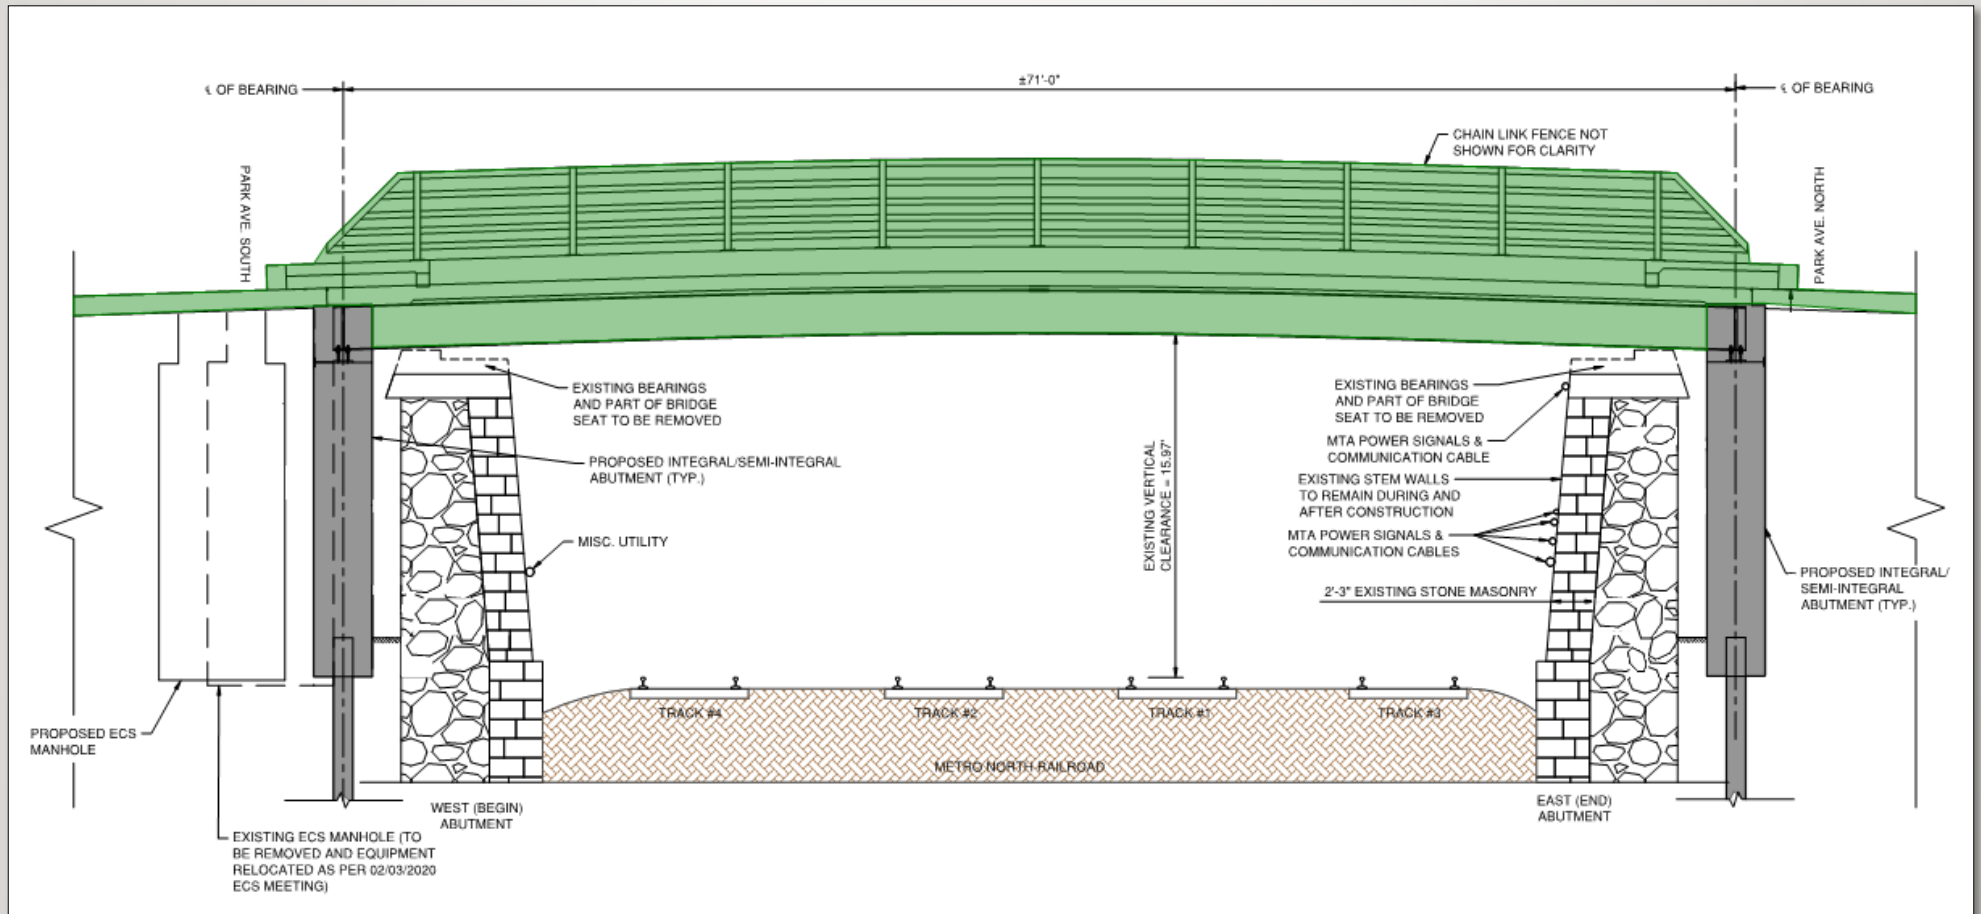 ℄ OF BEARING
±71'-0"
℄ OF BEARING
CHAIN LINK FENCE NOT
SHOWN FOR CLARITY
PARK AVE. SOUTH
PARK AVE. NORTH
EXISTING BEARINGS
AND PART OF BRIDGE
SEAT TO BE REMOVED
PROPOSED INTEGRAL/SEMI-INTEGRAL
ABUTMENT (TYP.)
MISC. UTILITY
EXISTING VERTICAL
CLEARANCE = 15.97'
EXISTING BEARINGS
AND PART OF BRIDGE
SEAT TO BE REMOVED
MTA POWER SIGNALS &
COMMUNICATION CABLE
EXISTING STEM WALLS
TO REMAIN DURING AND
AFTER CONSTRUCTION
MTA POWER SIGNALS &
COMMUNICATION CABLES
2'-3" EXISTING STONE MASONRY
PROPOSED INTEGRAL/
SEMI-INTEGRAL
ABUTMENT (TYP.)
TRACK #4
TRACK #2
TRACK #1
TRACK #3
METRO NORTH RAILROAD
PROPOSED ECS
MANHOLE
WEST (BEGIN)
ABUTMENT
EAST (END)
ABUTMENT
EXISTING ECS MANHOLE (TO
BE REMOVED AND EQUIPMENT
RELOCATED AS PER 02/03/2020
ECS MEETING)